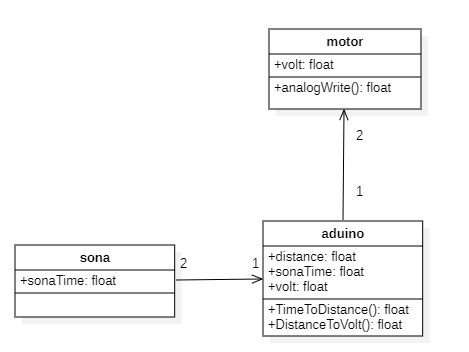 motor
+volt: float
+analogWrite(): float
2
1
aduino
+distance: float
+sonaTime: float
+volt: float
+TimeToDistance(): float
+DistanceToVolt(): float
sona
+sonaTime: float
2
1